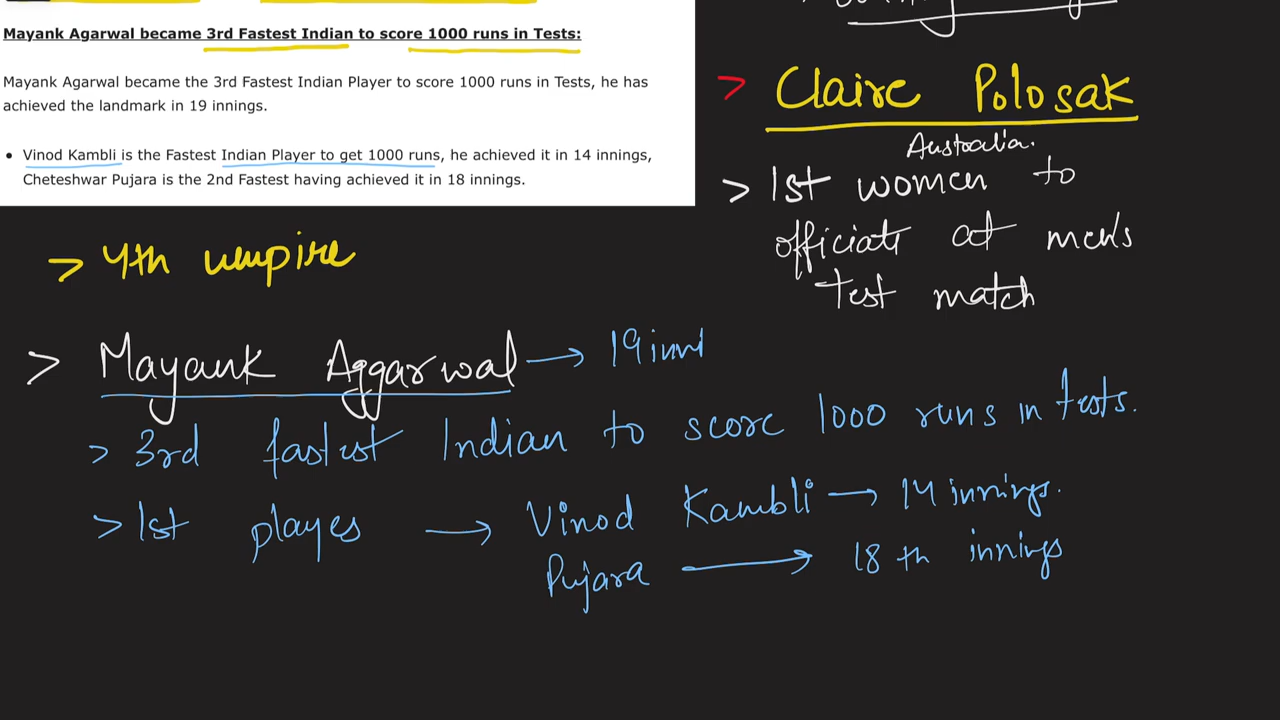 Mayank Agarwal became 3rd Fastest Indian to score 1000 runs in Tests:
Mayank Agarwal became the 3rd Fastest Indian Player to score 1000 runs in Tests, he has
achieved the landmark in 19 innings.
• Vinod Kambli is the Fastest Indian Player to get 1000 runs, he achieved it in 14 innings,
Cheteshwar Pujara is the 2nd Fastest having achieved it in 18 innings.
> Claire Polosak
Australia.
> 1st women to
officiate at men's
Test match
> 4th umpire
> Mayank Aggarwal → 19 inni
> 3rd fastest Indian to score 1000 runs in tests.
> 1st playes → Vinod Kambli → 14 innings.
Pujara → 18 th innings